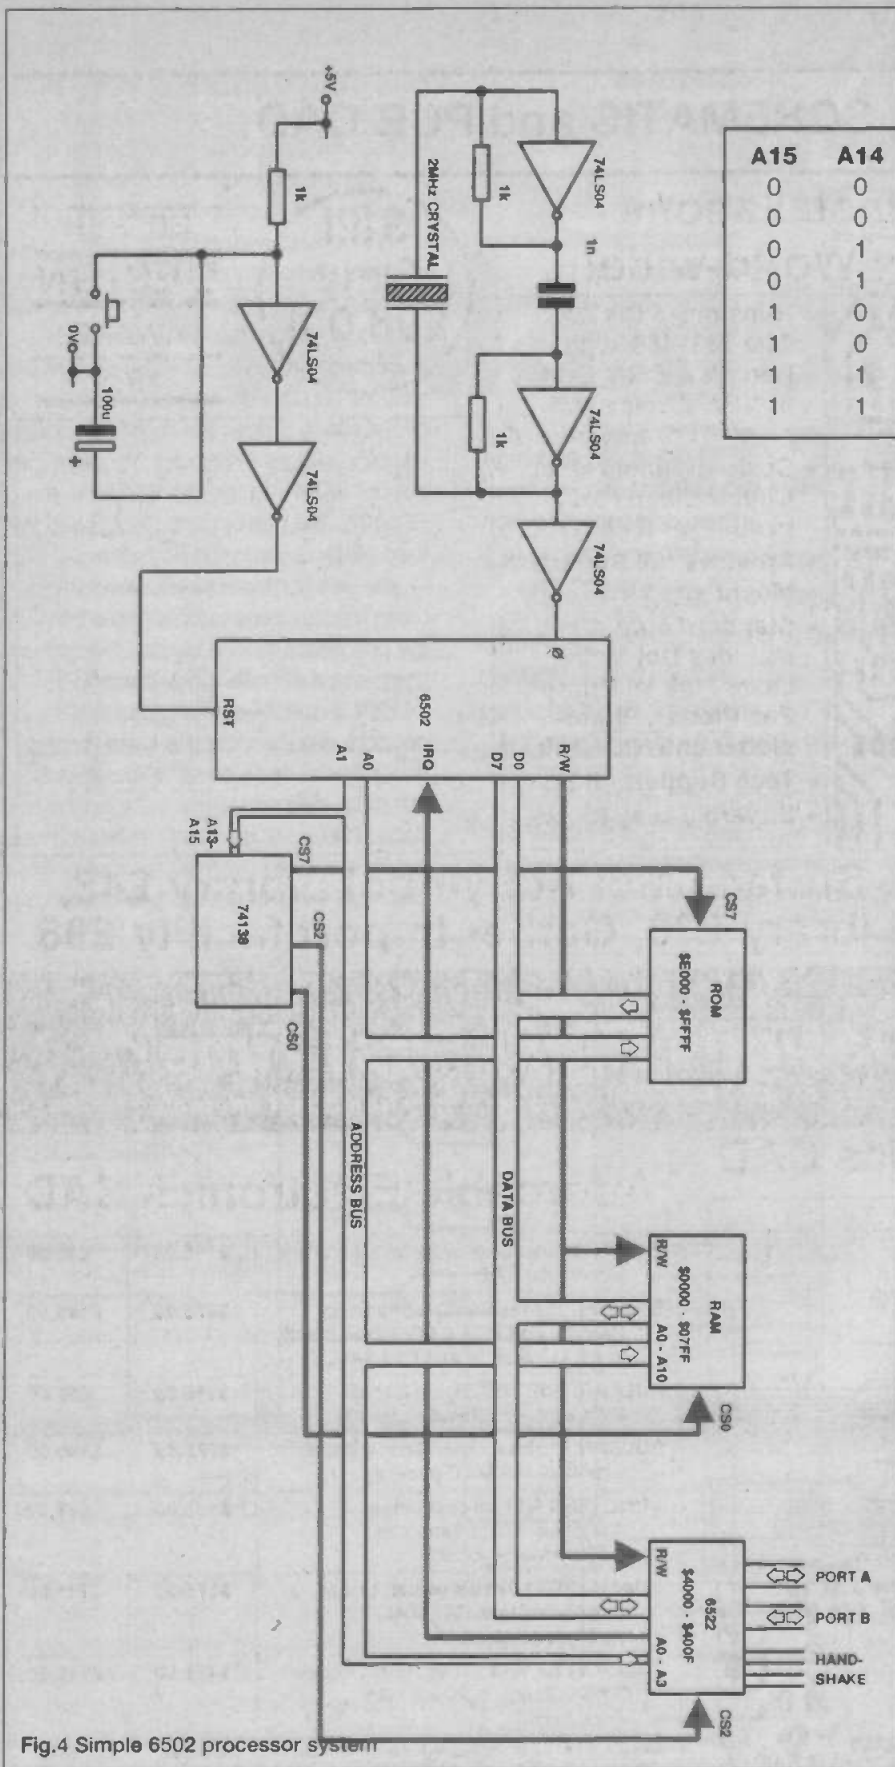 A15 A14
0 0
0 0
0 1
0 1
1 0
1 0
1 1
1 1
+5V
1k
0V
100u
+
74LS04
74LS04
2MHz CRYSTAL
1k
74LS04
1n
1k
74LS04
74LS04
Ø
6502
RST
R/W
D0
D7
IRQ
A0
A1
A13-
A15
74138
CS7
CS2
CS0
CS7
ROM
$E000 - $FFFF
ADDRESS BUS
DATA BUS
RAM
$0000 - $07FF
R/W
A0 - A10
CS0
6522
$4000 - $400F
R/W
A0 - A3
CS2
PORT A
PORT B
HAND-
SHAKE
Fig.4 Simple 6502 processor system